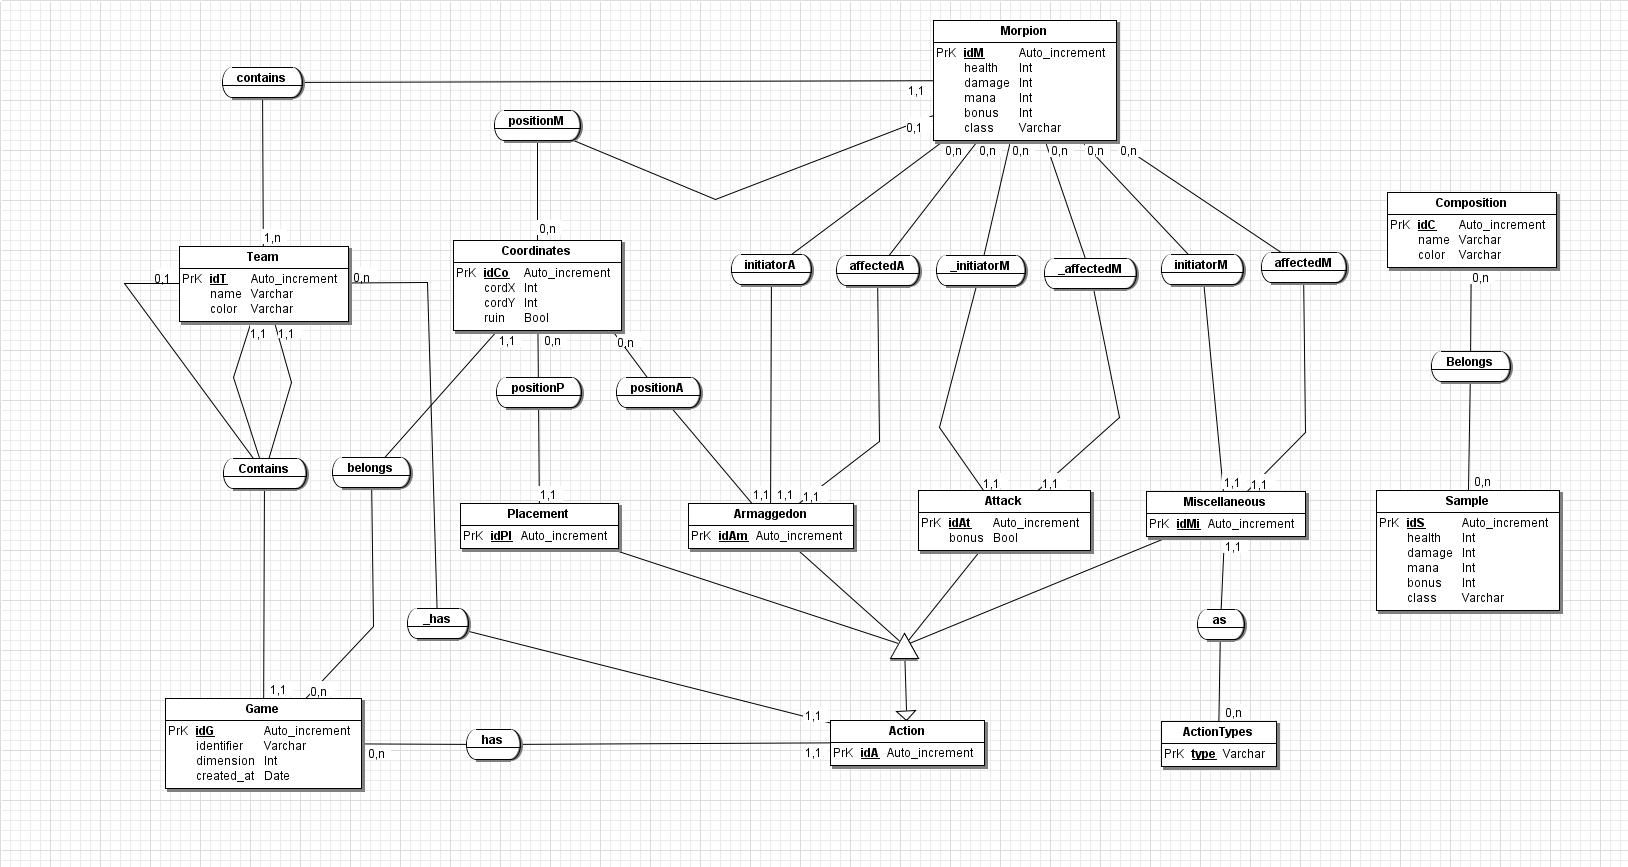 Morpion
PrK idM Auto_increment
health Int
damage Int
mana Int
bonus Int
class Varchar
contains
1,1
positionM
0,1
0,n 0,n 0,n 0,n 0,n 0,n
Composition
PrK idC Auto_increment
name Varchar
color Varchar
0,n
1,n
0,n
Team
PrK idT Auto_increment
name Varchar
color Varchar
0,1
0,n
1,1 1,1
Coordinates
PrK idCo Auto_increment
cordX Int
cordY Int
ruin Bool
1,1 0,n 0,n
initiatorA
affectedA
_initiatorM
_affectedM
initiatorM
affectedM
Belongs
positionP
positionA
Contains
belongs
1,1
1,1 1,1 1,1
1,1 1,1
1,1 1,1
0,n
Placement
PrK idPl Auto_increment
Armaggedon
PrK idAm Auto_increment
Attack
PrK idAt Auto_increment
bonus Bool
Miscellaneous
PrK idMi Auto_increment
1,1
Sample
PrK idS Auto_increment
health Int
damage Int
mana Int
bonus Int
class Varchar
_has
as
1,1 0,n
Game
PrK idG Auto_increment
identifier Varchar
dimension Int
created_at Date
0,n
has
1,1
1,1
Action
PrK idA Auto_increment
0,n
ActionTypes
PrK type Varchar